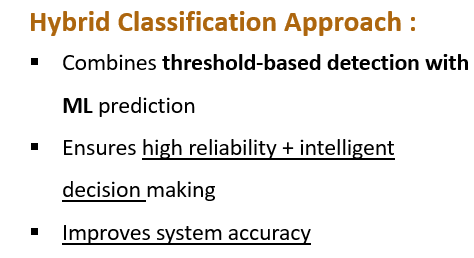 Hybrid Classification Approach :
▪ Combines threshold-based detection with
ML prediction
▪ Ensures high reliability + intelligent
decision making
▪ Improves system accuracy